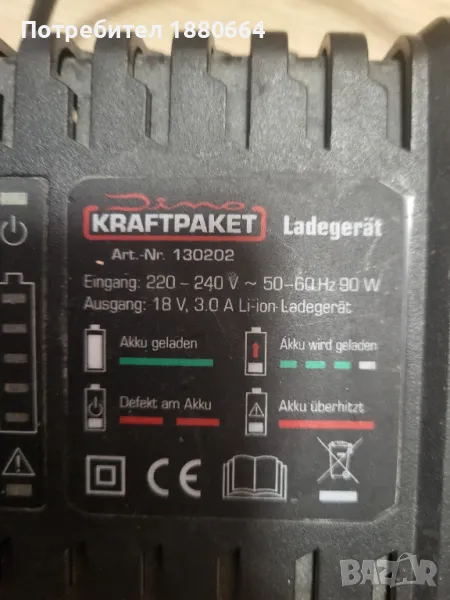 Потребител 1880664
Dino
KRAFTPAKET Ladegerät
Art.-Nr. 130202
Eingang: 220 - 240 V ~ 50-60 Hz 90 W
Ausgang: 18 V, 3.0 A Li-ion Ladegerät
Akku geladen
Akku wird geladen
Defekt am Akku
Akku überhitzt
CE
BAZAR